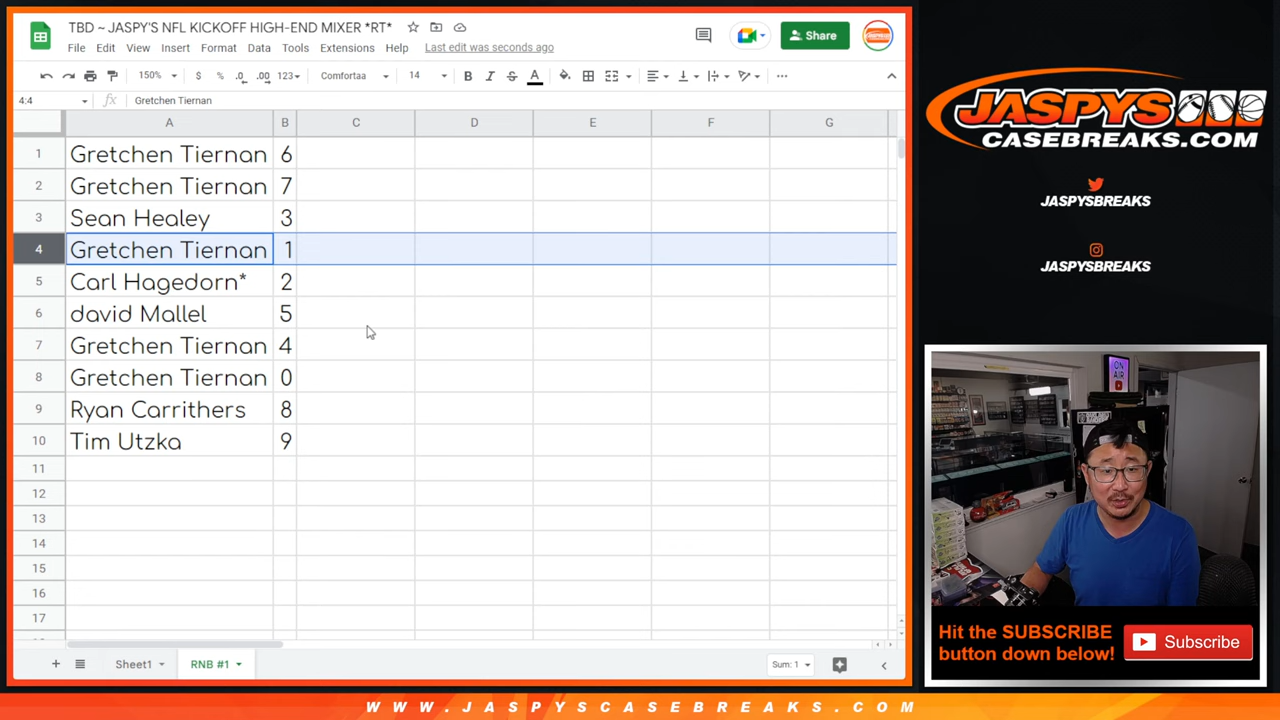 TBD ~ JASPY'S NFL KICKOFF HIGH-END MIXER *RT*
File Edit View Insert Format Data Tools Extensions Help Last edit was seconds ago
Share
150% $ % .0 .00 123 Comfortaa 14 B I S A
4:4 fx Gretchen Tiernan
A B C D E F G
1 Gretchen Tiernan 6
2 Gretchen Tiernan 7
3 Sean Healey 3
4 Gretchen Tiernan 1
5 Carl Hagedorn* 2
6 david Mallel 5
7 Gretchen Tiernan 4
8 Gretchen Tiernan 0
9 Ryan Carrithers 8
10 Tim Utzka 9
11
12
13
14
15
16
17
Sheet1 RNB #1 Sum: 1
JASPYS
CASEBREAKS.COM
JASPYSBREAKS
JASPYSBREAKS
ON
AIR
Hit the SUBSCRIBE
button down below!
Subscribe
WWW.JASPYSCASEBREAKS.COM